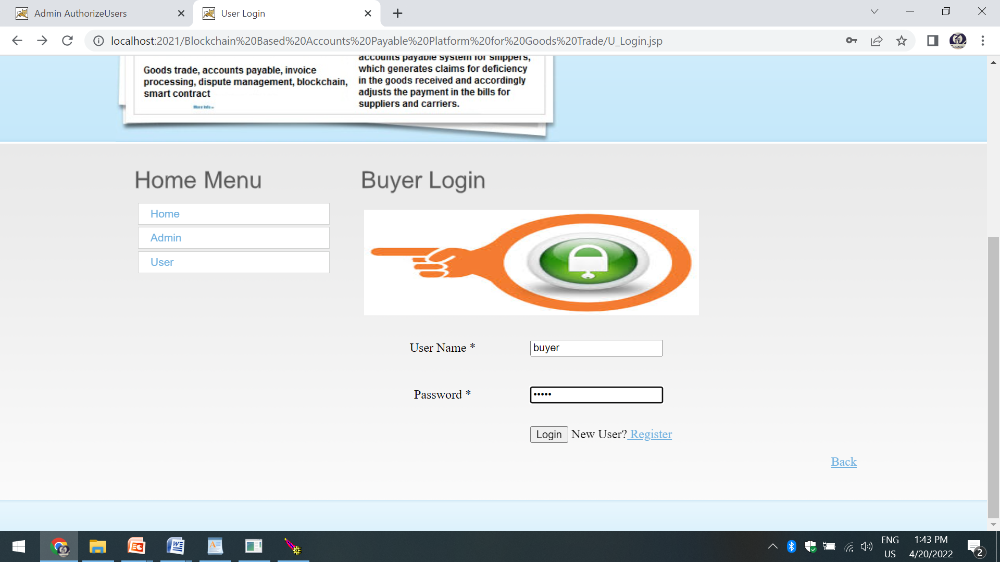 Admin AuthorizeUsers
User Login
localhost:2021/Blockchain%20Based%20Accounts%20Payable%20Platform%20for%20Goods%20Trade/U_Login.jsp
Goods trade, accounts payable, invoice
processing, dispute management, blockchain,
smart contract
More Info »
accounts payable system for shippers,
which generates claims for deficiency
in the goods received and accordingly
adjusts the payment in the bills for
suppliers and carriers.
Home Menu
Home
Admin
User
Buyer Login
User Name *
buyer
Password *
•••••
Login New User? Register
Back
ENG
US
1:43 PM
4/20/2022
2